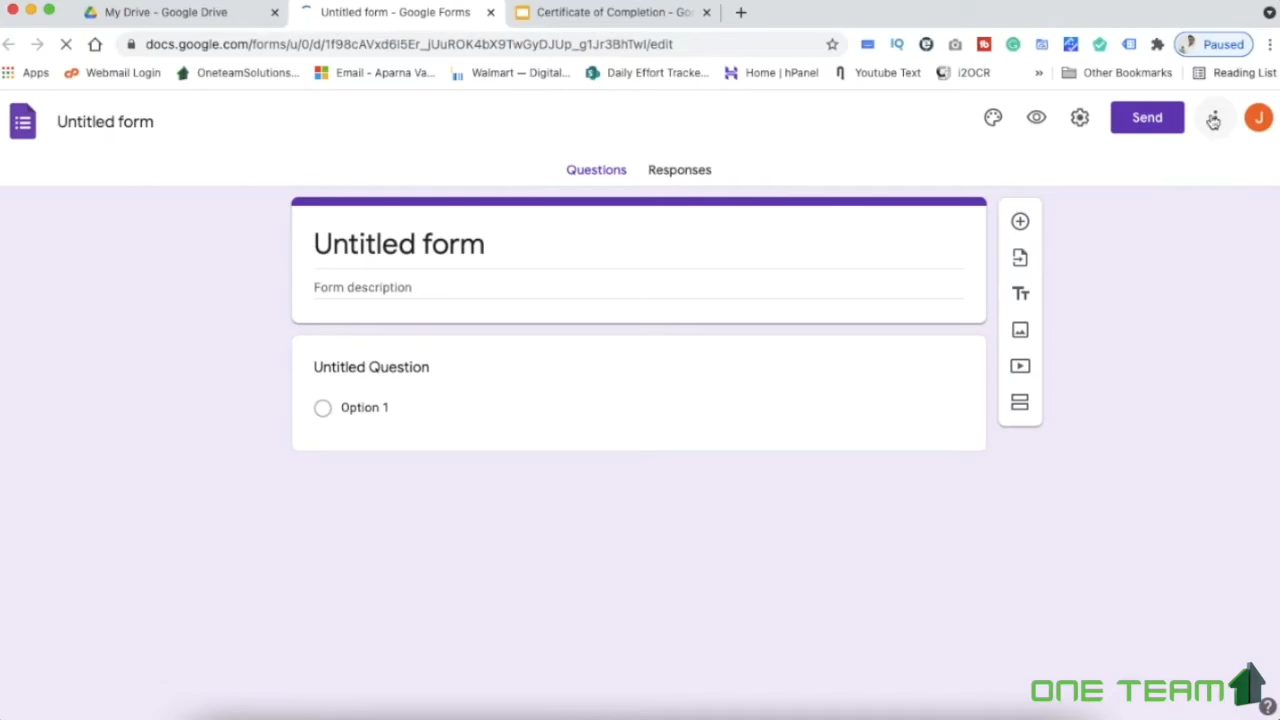 My Drive - Google Drive
Untitled form - Google Forms
Certificate of Completion - Goo
docs.google.com/forms/u/0/d/
/edit
Paused
Apps
Webmail Login
OneteamSolutions...
Email - Aparna Va...
Walmart — Digital...
Daily Effort Tracke...
Home | hPanel
Youtube Text
i2OCR
»
Other Bookmarks
Reading List
Untitled form
Send
J
Questions
Responses
Untitled form
Form description
Untitled Question
Option 1
ONE TEAM